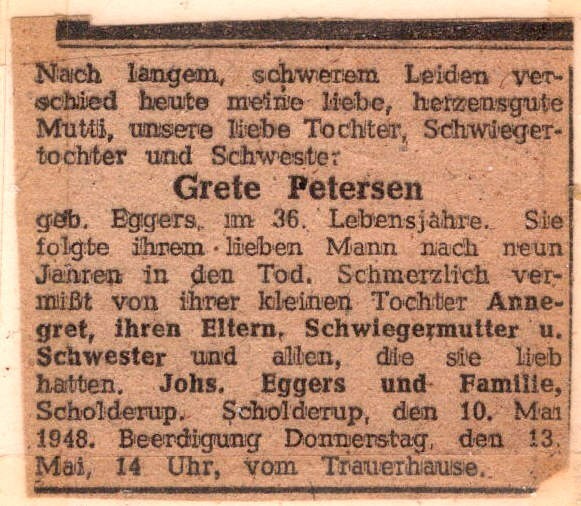 Nach langem, schwerem Leiden ver-
schied heute meine liebe, herzensgute
Mutti, unsere liebe Tochter, Schwieger-
tochter und Schwester
Grete Petersen
geb. Eggers, im 36. Lebensjahre. Sie
folgte ihrem lieben Mann nach neun
Jahren in den Tod. Schmerzlich ver-
mißt von ihrer kleinen Tochter Anne-
gret, ihren Eltern, Schwiegermutter u.
Schwester und allen, die sie lieb
hatten. Johs. Eggers und Familie,
Scholderup. Scholderup, den 10. Mai
1948. Beerdigung Donnerstag, den 13.
Mai, 14 Uhr, vom Trauerhause.